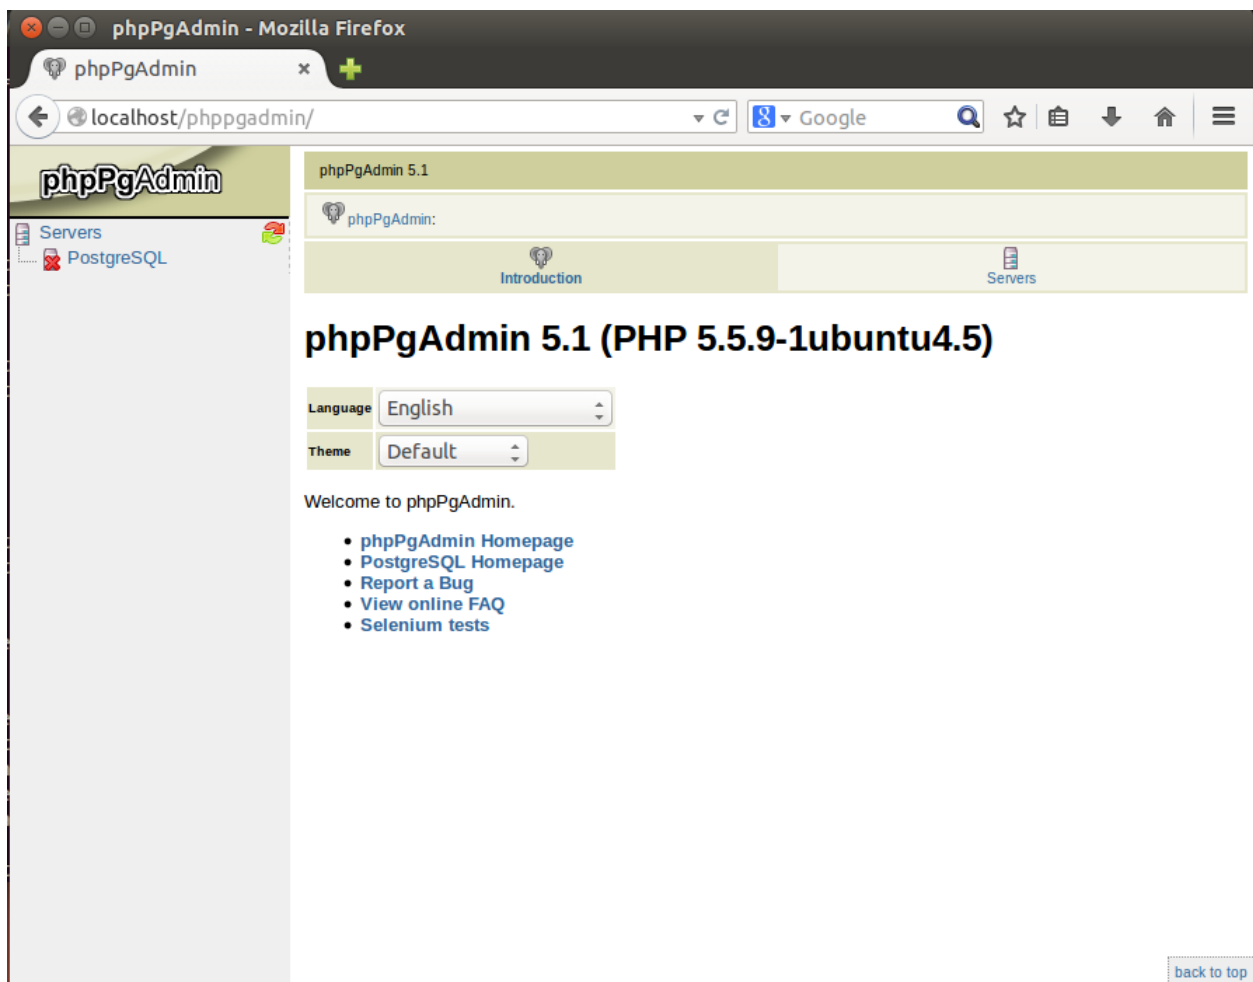 phpPgAdmin - Mozilla Firefox
phpPgAdmin
localhost/phppgadmin/
Google
phpPgAdmin
Servers
PostgreSQL
phpPgAdmin 5.1
phpPgAdmin:
Introduction
Servers
phpPgAdmin 5.1 (PHP 5.5.9-1ubuntu4.5)
Language English
Theme Default
Welcome to phpPgAdmin.
phpPgAdmin Homepage
PostgreSQL Homepage
Report a Bug
View online FAQ
Selenium tests
back to top